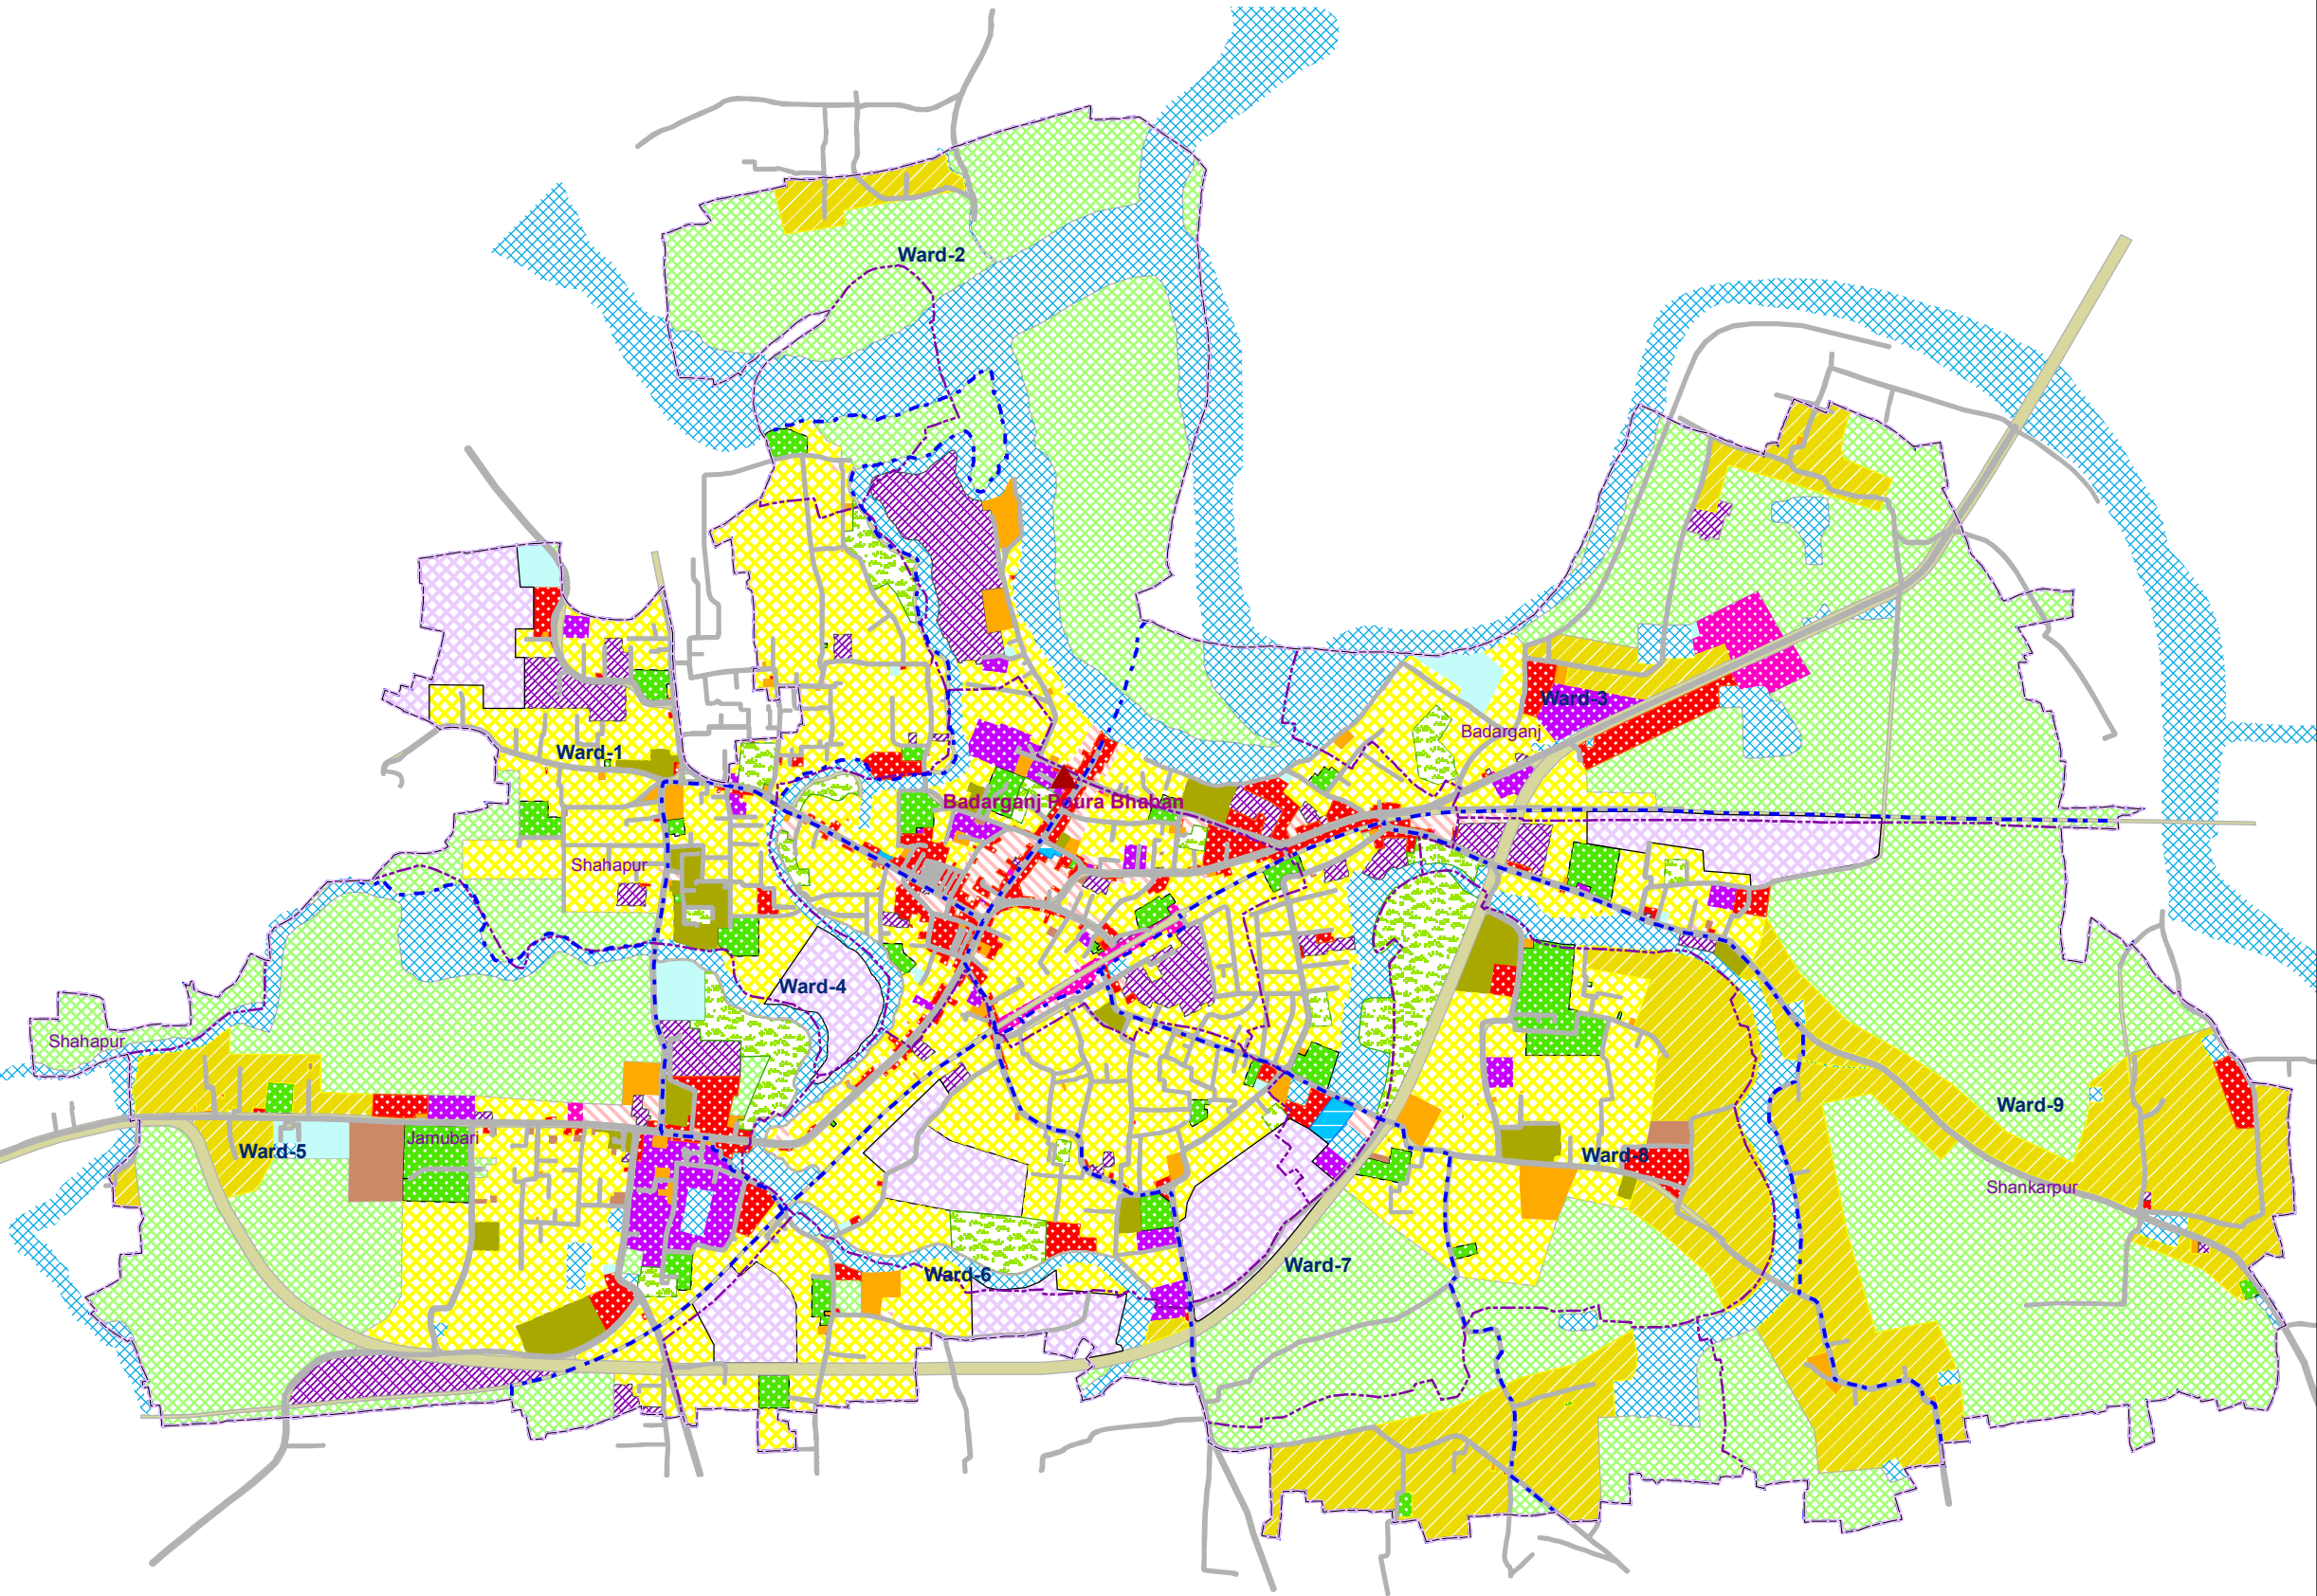 Ward-2
Ward-3
Badarganj
Ward-1
Badarganj Poura Bhaban
Shahapur
Ward-4
Shahapur
Ward-9
Jamubari
Ward-5
Ward-8
Shankarpur
Ward-7
Ward-6